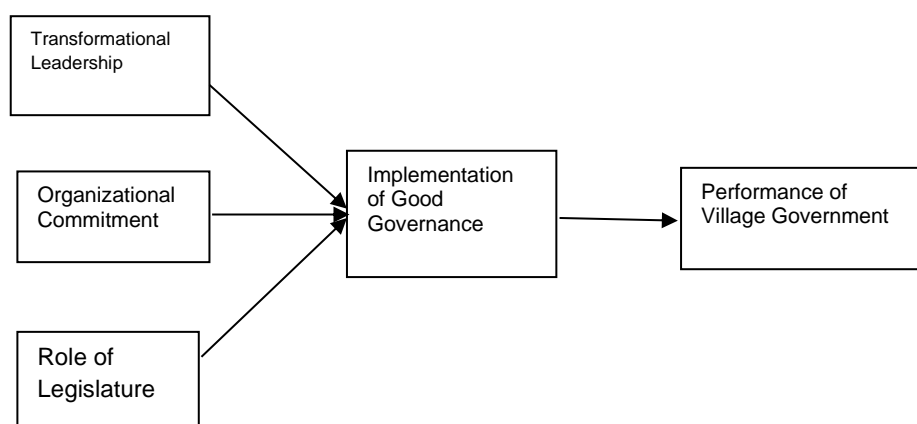 Transformational
Leadership
Organizational
Commitment
Role of
Legislature
Implementation
of Good
Governance
Performance of
Village Government